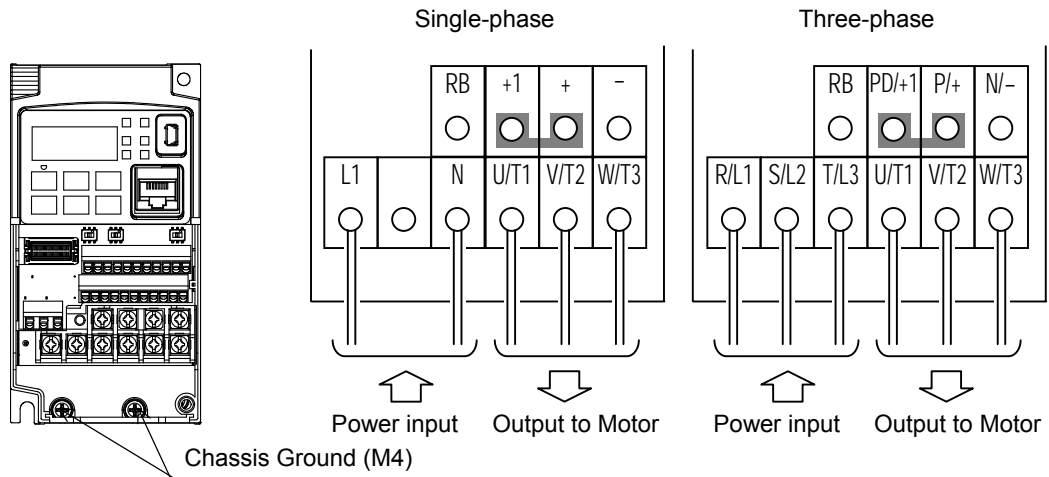 Single-phase
Three-phase
RB +1 + −
L1 N U/T1 V/T2 W/T3
RB PD/+1 P/+ N/−
R/L1 S/L2 T/L3 U/T1 V/T2 W/T3
Power input
Output to Motor
Power input
Output to Motor
Chassis Ground (M4)